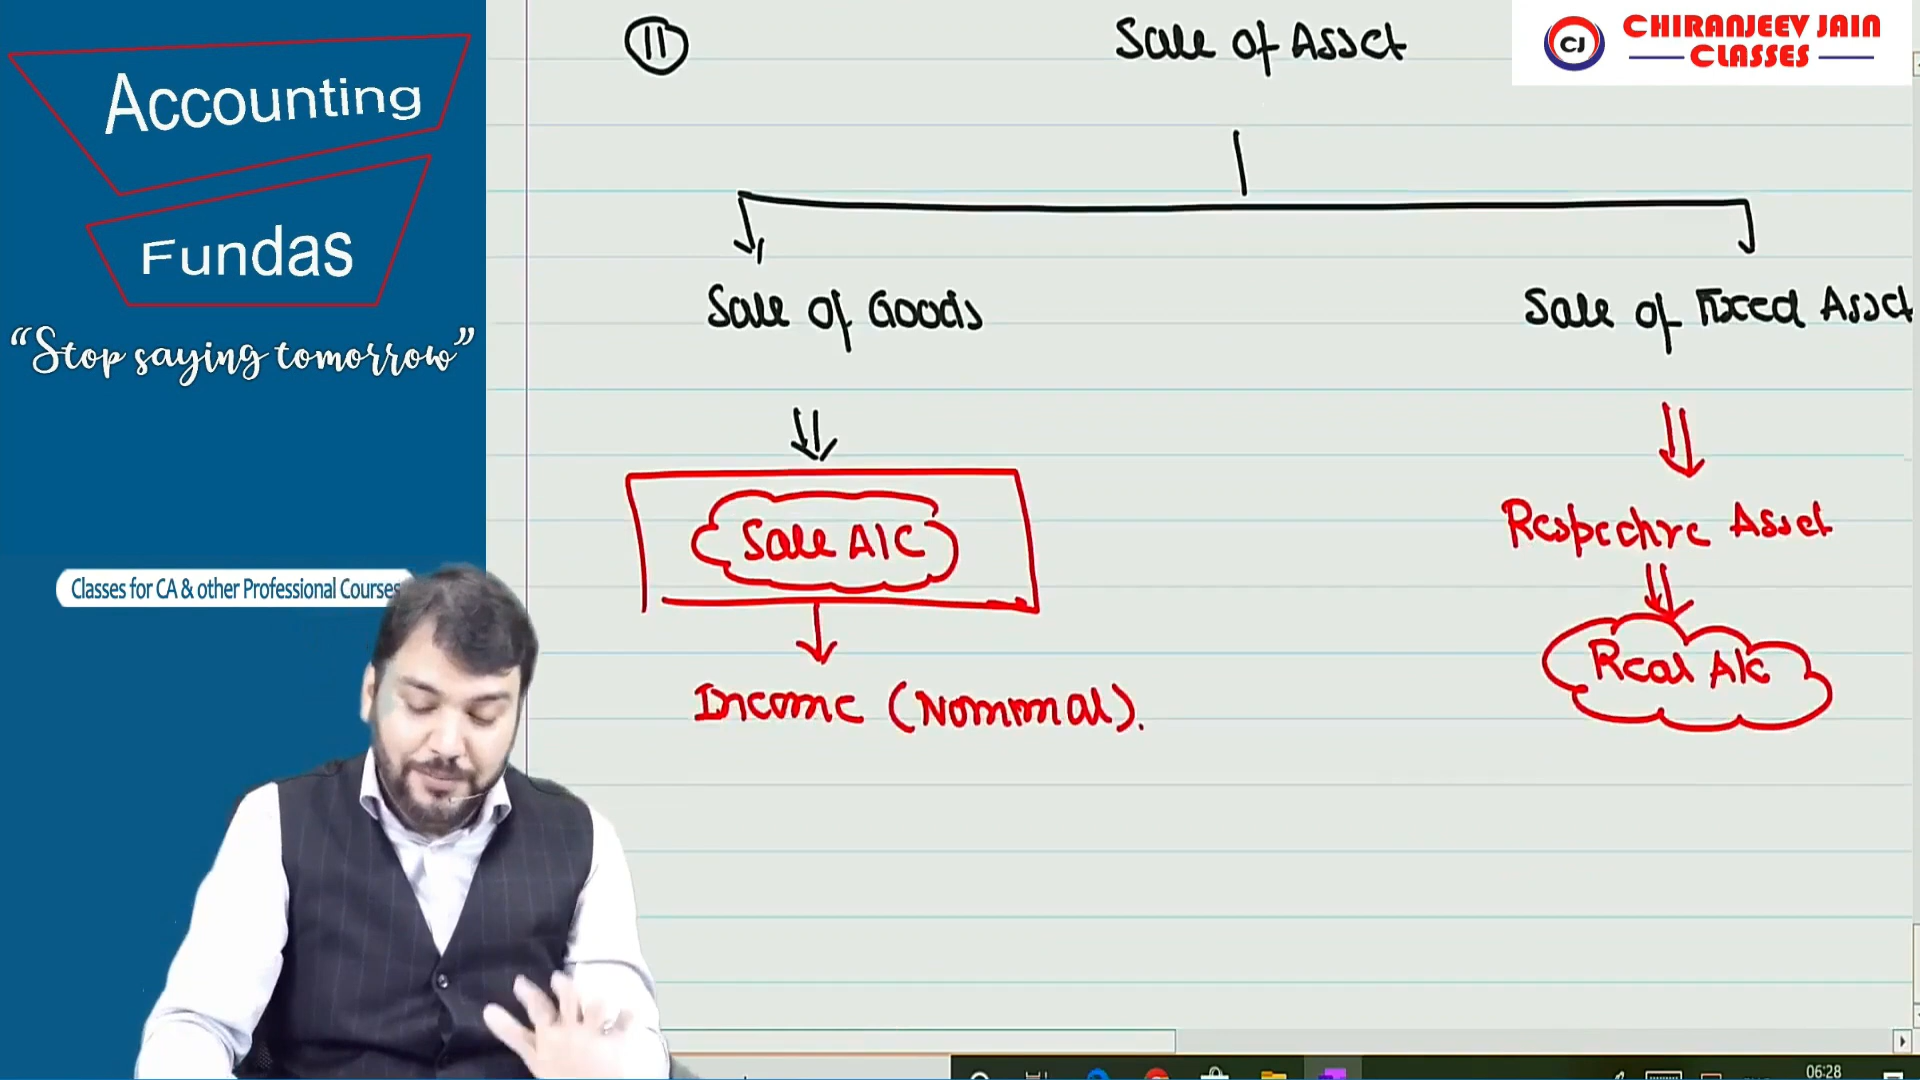 Accounting
Fundas
“Stop saying tomorrow”
Classes for CA & other Professional Courses
CHIRANJEEV JAIN
CJ
CLASSES
11
Sale of Asset
Sale of Goods
Sale of Fixed Asset
Sale A/C
Respective Asset
Real A/c
Income (Nominal).
06:28